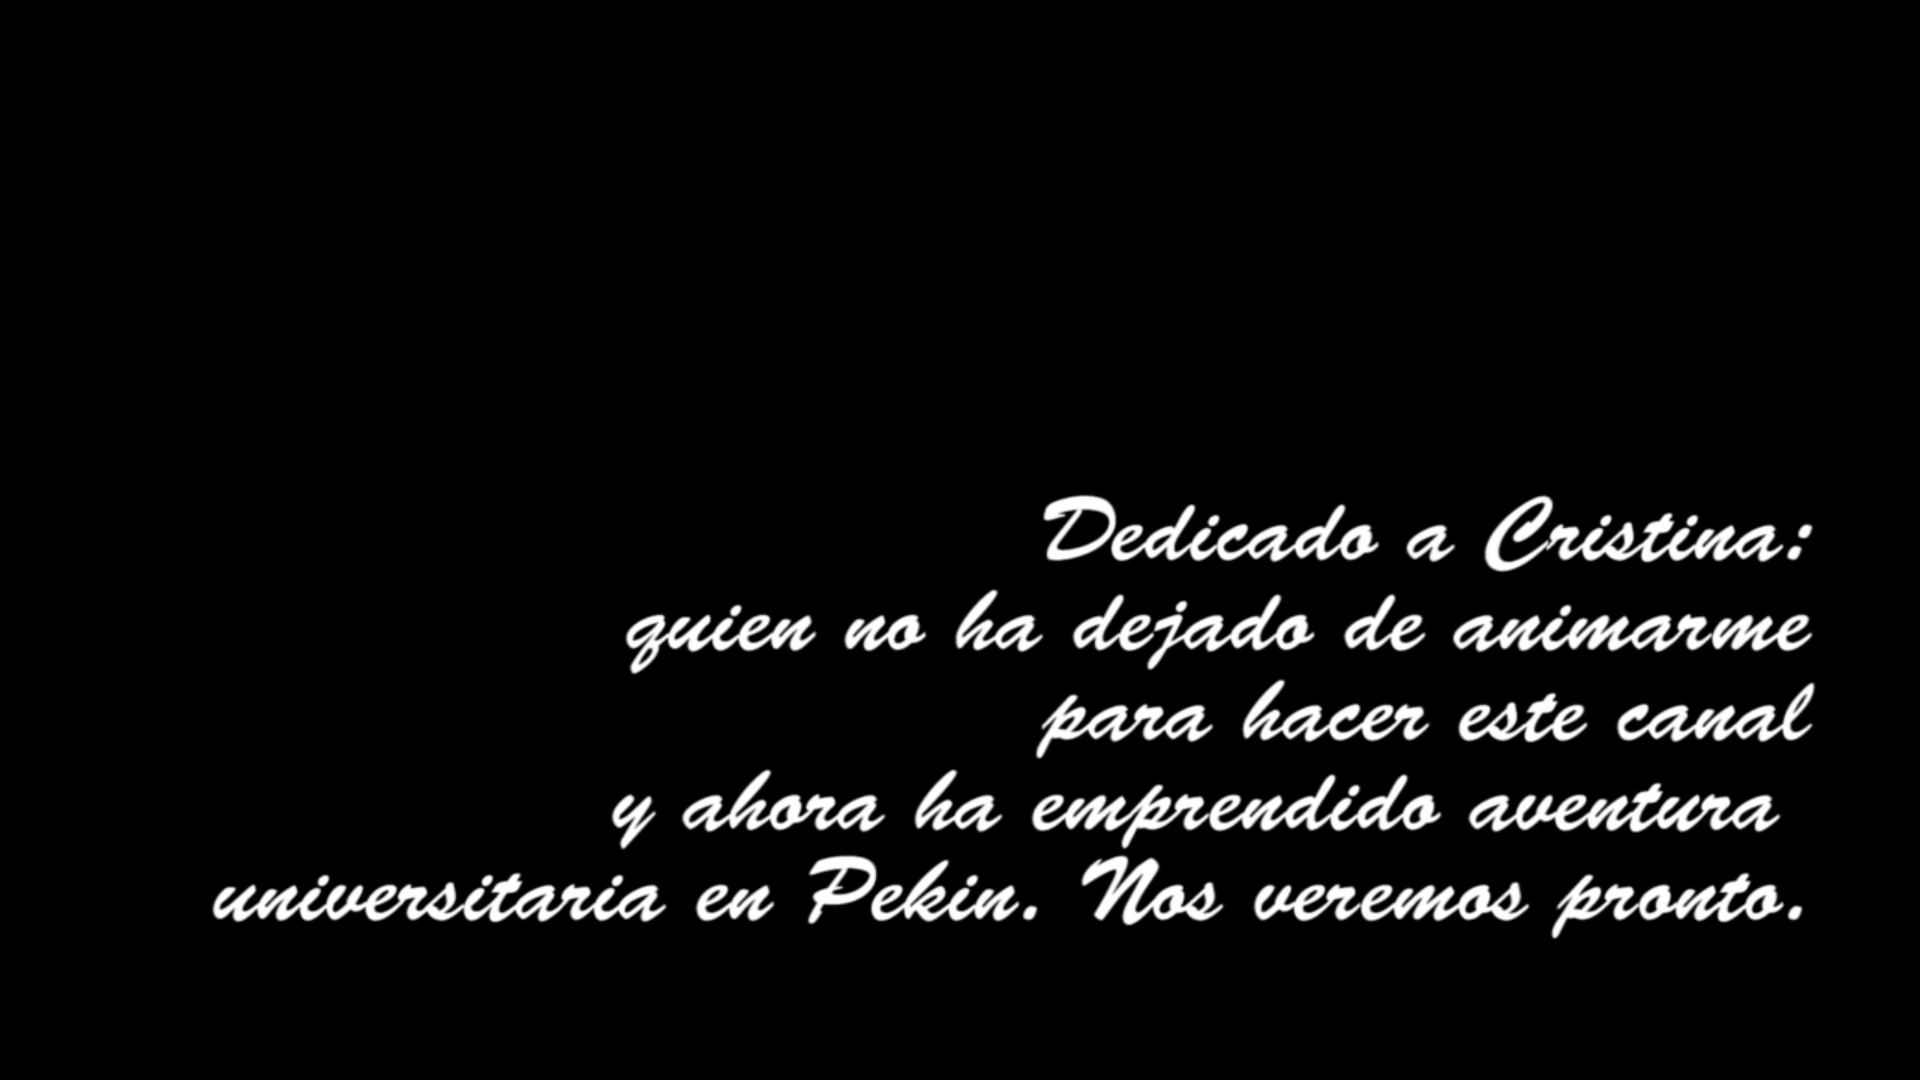 Dedicado a Cristina:
quien no ha dejado de animarme
para hacer este canal
y ahora ha emprendido aventura
universitaria en Pekin. Nos veremos pronto.